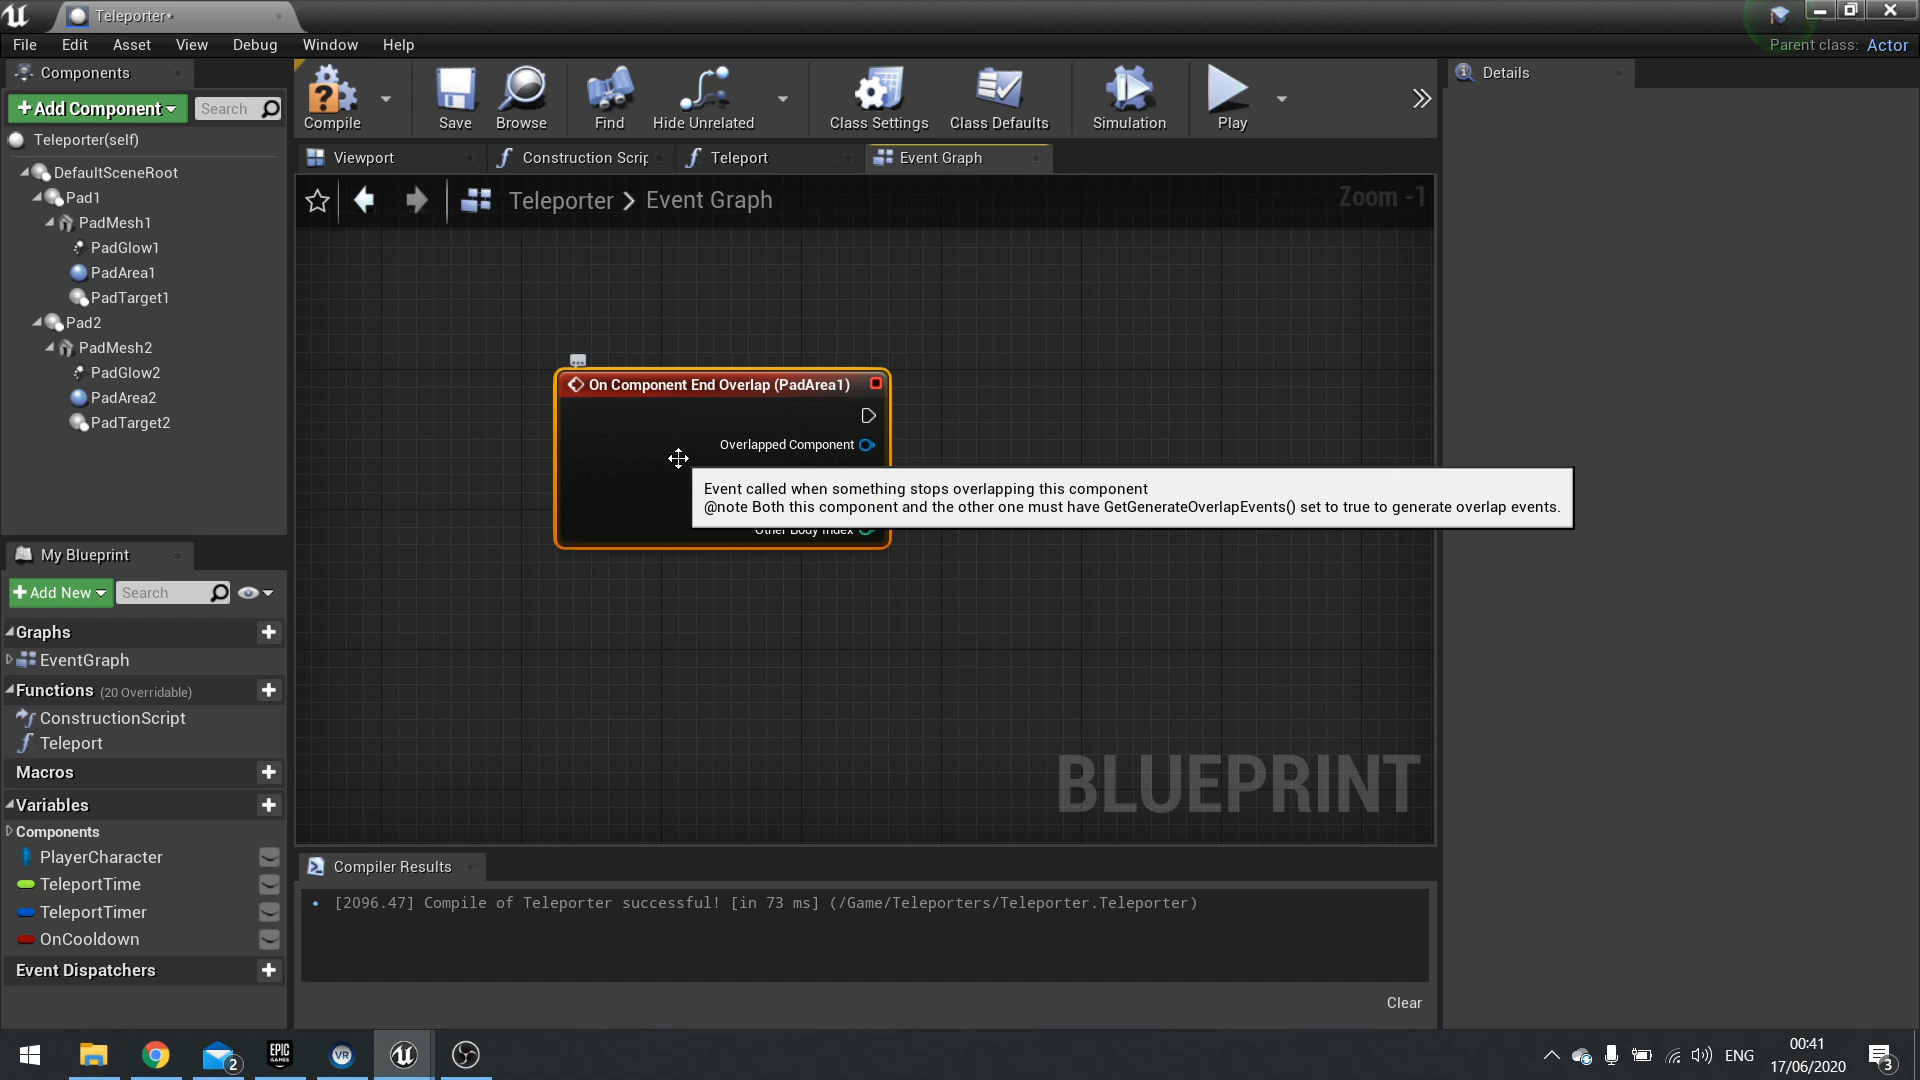 Teleporter*
File Edit Asset View Debug Window Help
Parent class: Actor
Components
Add Component
Search
Teleporter(self)
DefaultSceneRoot
Pad1
PadMesh1
PadGlow1
PadArea1
PadTarget1
Pad2
PadMesh2
PadGlow2
PadArea2
PadTarget2
Compile
Save
Browse
Find
Hide Unrelated
Class Settings
Class Defaults
Simulation
Play
Details
Viewport
Construction Scrip
Teleport
Event Graph
Teleporter > Event Graph
Zoom -1
On Component End Overlap (PadArea1)
Overlapped Component
Event called when something stops overlapping this component
@note Both this component and the other one must have GetGenerateOverlapEvents() set to true to generate overlap events.
Other Body Index
BLUEPRINT
My Blueprint
Add New
Search
Graphs
EventGraph
Functions (20 Overridable)
ConstructionScript
Teleport
Macros
Variables
Components
PlayerCharacter
TeleportTime
TeleportTimer
OnCooldown
Event Dispatchers
Compiler Results
[2096.47] Compile of Teleporter successful! [in 73 ms] (/Game/Teleporters/Teleporter.Teleporter)
Clear
2
EPIC
GAMES
VR
ENG
00:41
17/06/2020
3